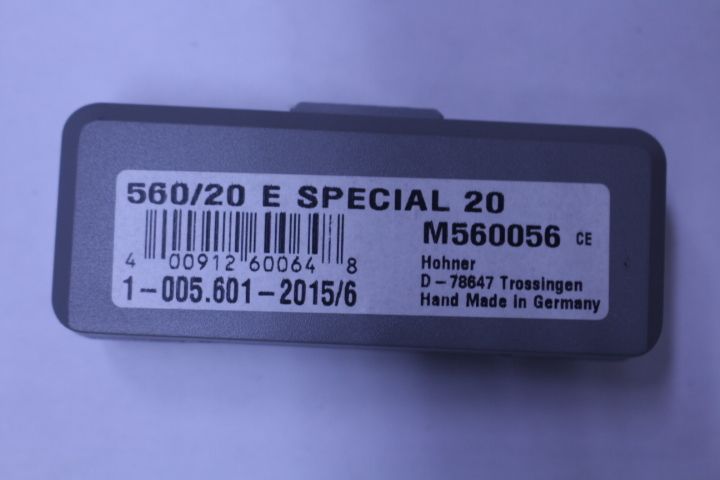 560/20 E SPECIAL 20
M560056 CE
4 00912 60064 8
Hohner
D-78647 Trossingen
1-005.601-2015/6
Hand Made in Germany